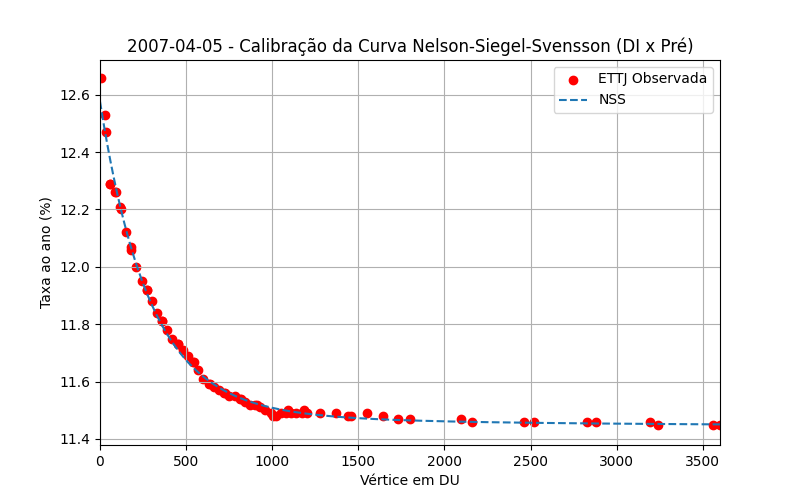 2007-04-05 - Calibração da Curva Nelson-Siegel-Svensson (DI x Pré)
ETTJ Observada
NSS
Taxa ao ano (%)
12.6
12.4
12.2
12.0
11.8
11.6
11.4
0 500 1000 1500 2000 2500 3000 3500
Vértice em DU